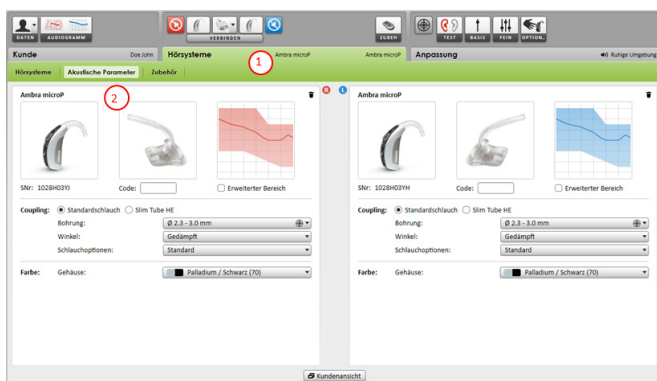 DATEN AUDIOGRAMM VERBINDEN ZUBEH TEST BASIS FEIN OPTION.
Kunde Doe John Hörsysteme Ambra microP Ambra microP Anpassung Ruhige Umgebung
1
Hörsysteme Akustische Parameter Zubehör
2
Ambra microP R L Ambra microP
SNr: 1028H03YJ Code: Erweiterter Bereich SNr: 1028H03YH Code: Erweiterter Bereich
Coupling: Standardschlauch Slim Tube HE Coupling: Standardschlauch Slim Tube HE
Bohrung: Ø 2.3 - 3.0 mm Bohrung: Ø 2.3 - 3.0 mm
Winkel: Gedämpft Winkel: Gedämpft
Schlauchoptionen: Standard Schlauchoptionen: Standard
Farbe: Gehäuse: Palladium / Schwarz (70) Farbe: Gehäuse: Palladium / Schwarz (70)
Kundenansicht